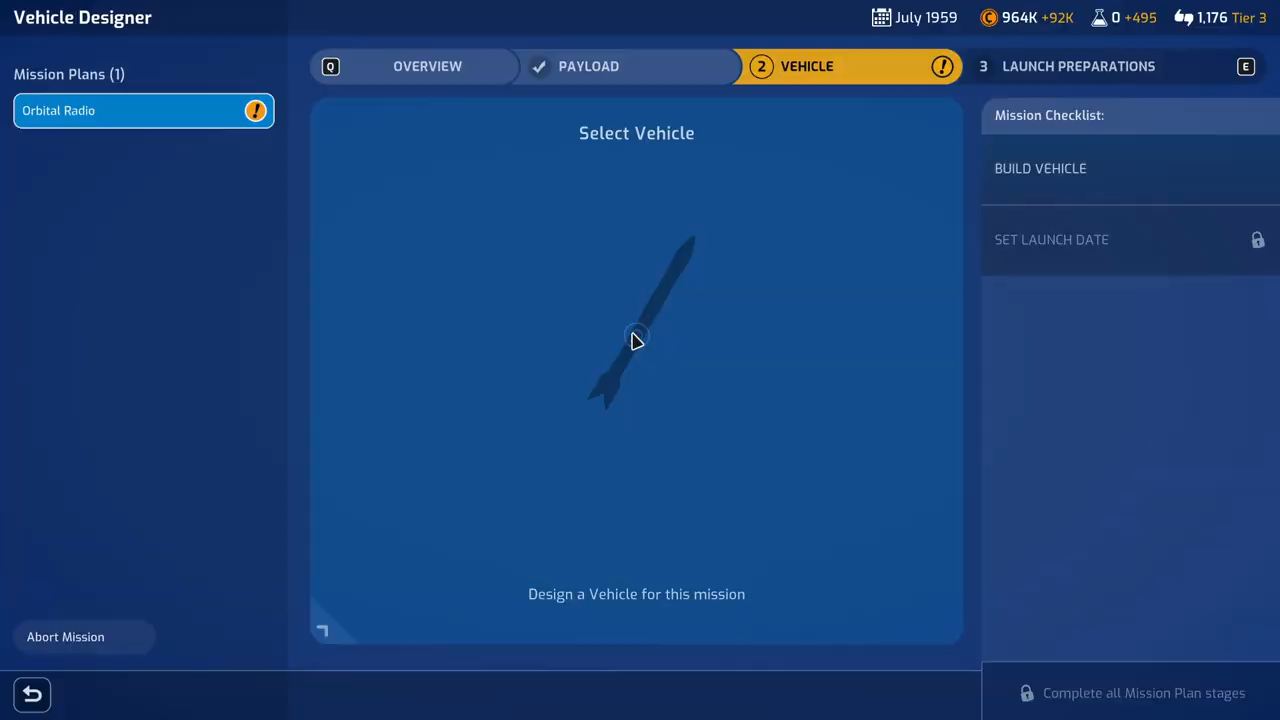 Vehicle Designer
July 1959
964K +92K
0 +495
1,176 Tier 3
Mission Plans (1)
Orbital Radio
!
Q
OVERVIEW
PAYLOAD
2 VEHICLE
!
3 LAUNCH PREPARATIONS
E
Select Vehicle
Design a Vehicle for this mission
Mission Checklist:
BUILD VEHICLE
SET LAUNCH DATE
Abort Mission
Complete all Mission Plan stages